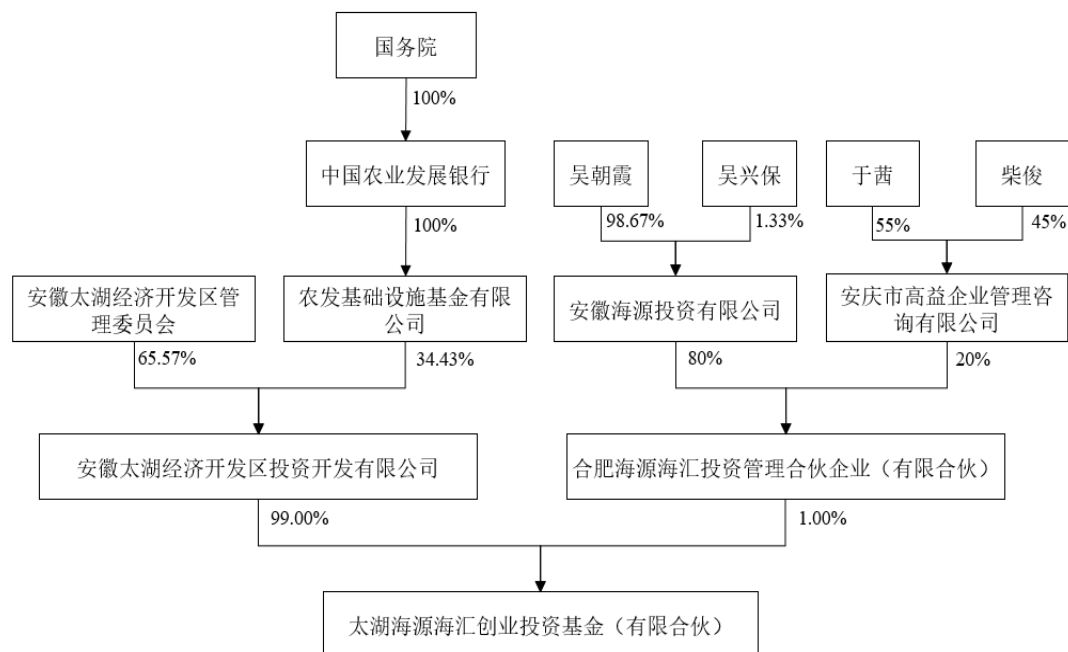 国务院
100%
中国农业发展银行
吴朝霞
吴兴保
于茜
柴俊
100%
98.67%
1.33%
55%
45%
安徽太湖经济开发区管
理委员会
农发基础设施基金有限
公司
安徽海源投资有限公司
安庆市高益企业管理咨
询有限公司
65.57%
34.43%
80%
20%
安徽太湖经济开发区投资开发有限公司
合肥海源海汇投资管理合伙企业（有限合伙）
99.00%
1.00%
太湖海源海汇创业投资基金（有限合伙）